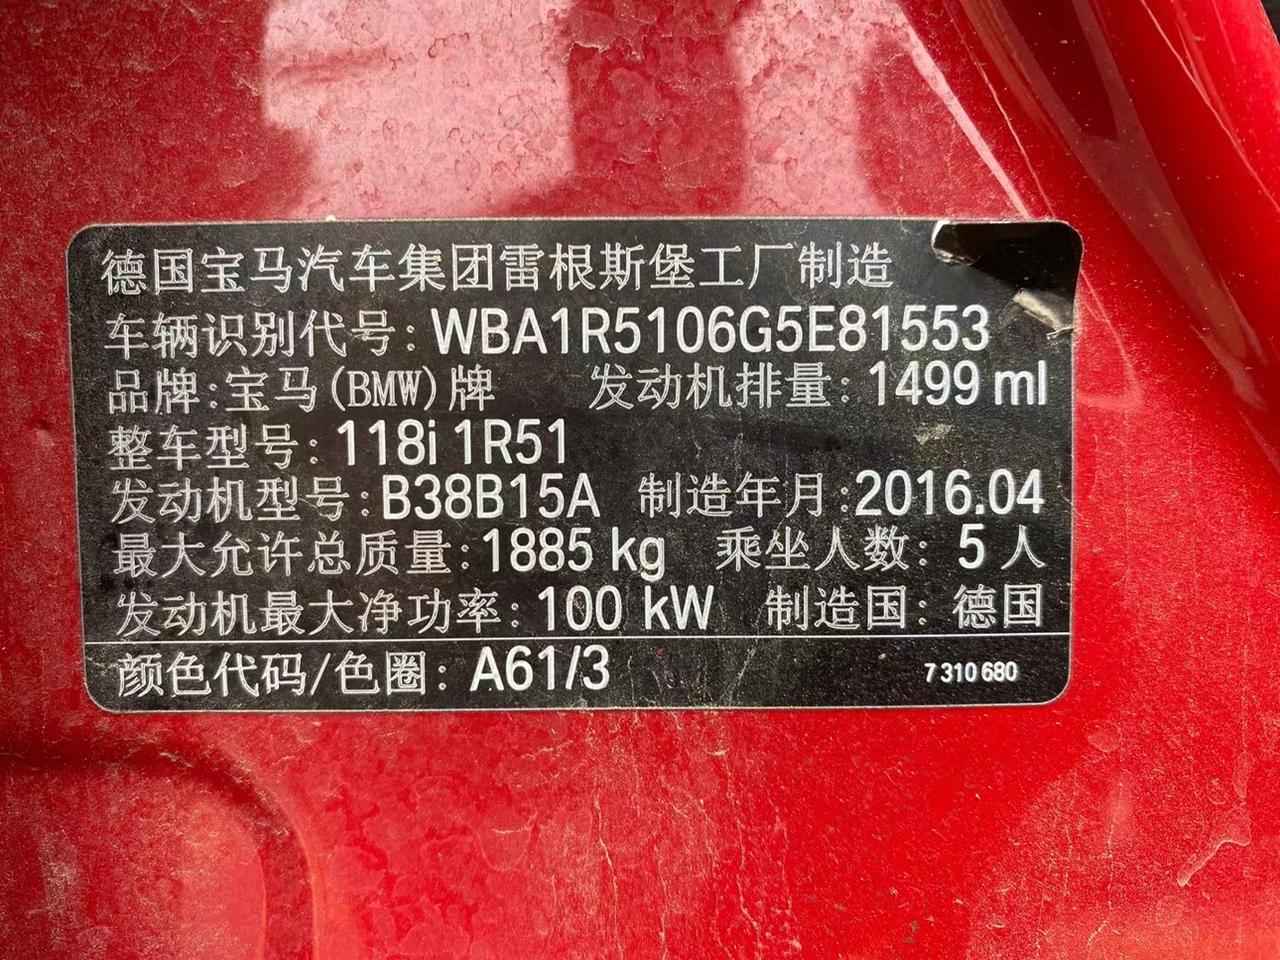 德国宝马汽车集团雷根斯堡工厂制造
车辆识别代号: WBA1R5106G5E81553
品牌:宝马(BMW)牌 发动机排量: 1499 ml
整车型号: 118i 1R51
发动机型号:B38B15A 制造年月:2016.04
最大允许总质量:1885 kg 乘坐人数: 5 人
发动机最大净功率: 100 kW 制造国: 德国
颜色代码/色圈: A61/3 7 310 680